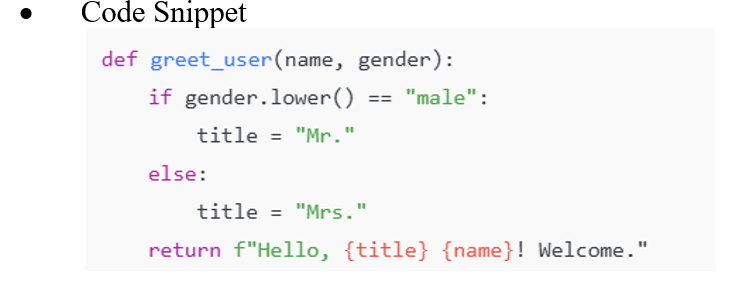 • Code Snippet
def greet_user(name, gender):
    if gender.lower() == "male":
        title = "Mr."
    else:
        title = "Mrs."
    return f"Hello, {title} {name}! Welcome."